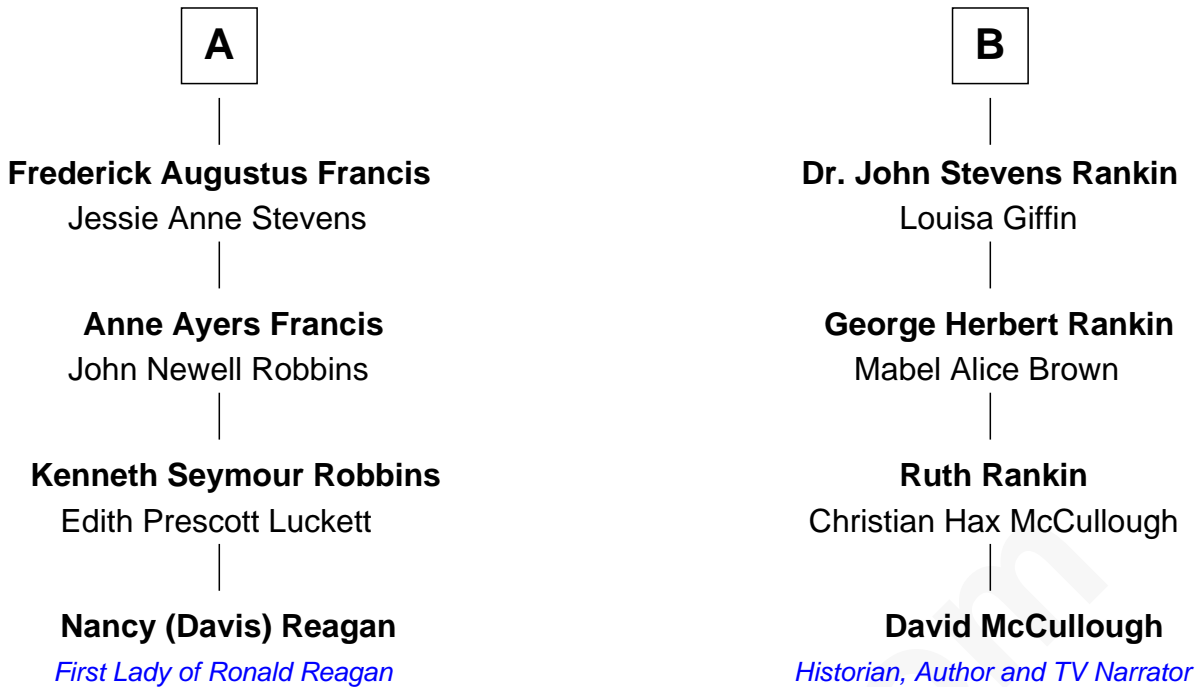 A
B
Frederick Augustus Francis
Jessie Anne Stevens
Dr. John Stevens Rankin
Louisa Giffin
Anne Ayers Francis
John Newell Robbins
George Herbert Rankin
Mabel Alice Brown
Kenneth Seymour Robbins
Edith Prescott Luckett
Ruth Rankin
Christian Hax McCullough
Nancy (Davis) Reagan
First Lady of Ronald Reagan
David McCullough
Historian, Author and TV Narrator